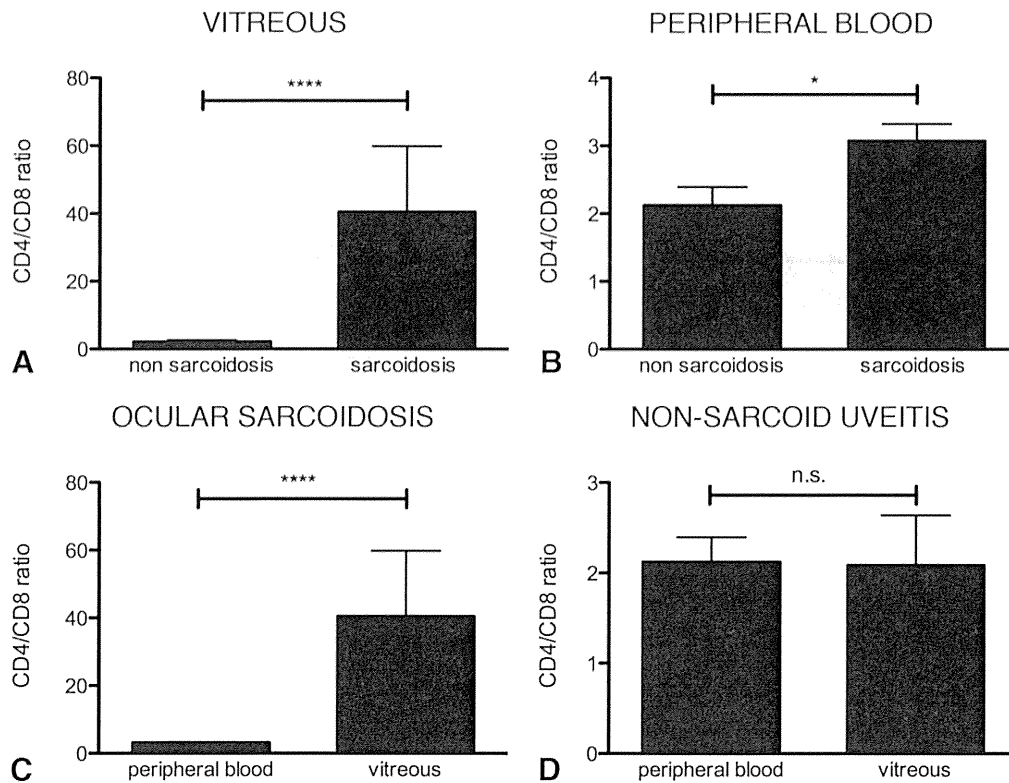 VITREOUS
CD4/CD8 ratio
80
60
40
20
0
****
non sarcoidosis
sarcoidosis
A
PERIPHERAL BLOOD
CD4/CD8 ratio
4
3
2
1
0
*
non sarcoidosis
sarcoidosis
B
OCULAR SARCOIDOSIS
CD4/CD8 ratio
80
60
40
20
0
****
peripheral blood
vitreous
C
NON-SARCOID UVEITIS
CD4/CD8 ratio
3
2
1
0
n.s.
peripheral blood
vitreous
D